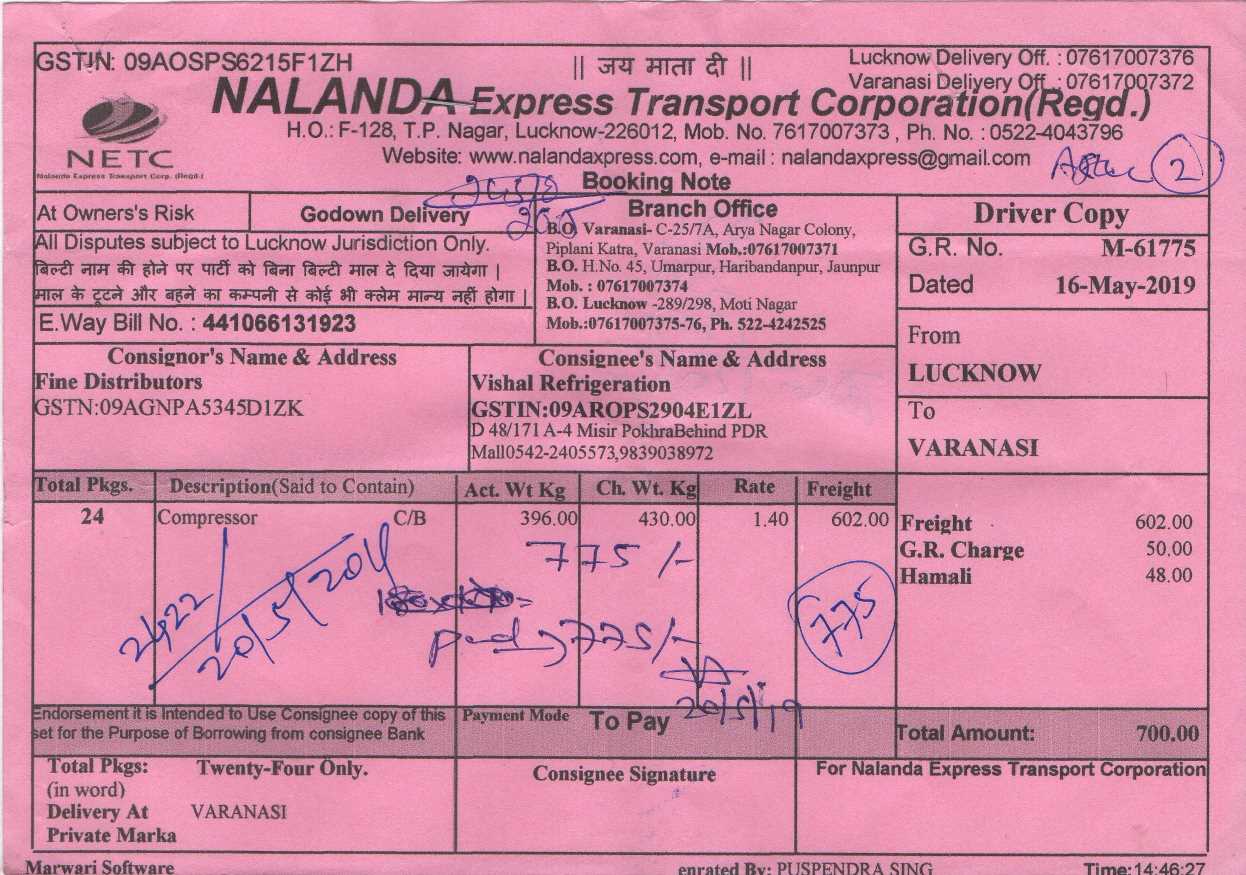 GSTIN: 09AOSPS6215F1ZH
|| जय माता दी ||
Lucknow Delivery Off. : 07617007376
Varanasi Delivery Off. : 07617007372
NALANDA Express Transport Corporation(Regd.)
NETC
Nalanda Express Transport Corp. (Regd.)
H.O.: F-128, T.P. Nagar, Lucknow-226012, Mob. No. 7617007373 , Ph. No. : 0522-4043796
Website: www.nalandaxpress.com, e-mail : nalandaxpress@gmail.com
2
Booking Note
At Owners's Risk
Godown Delivery
All Disputes subject to Lucknow Jurisdiction Only.
बिल्टी नाम की होने पर पार्टी को बिना बिल्टी माल दे दिया जायेगा |
माल के टूटने और बहने का कम्पनी से कोई भी क्लेम मान्य नहीं होगा |
E.Way Bill No. : 441066131923
Branch Office
B.O. Varanasi- C-25/7A, Arya Nagar Colony,
Piplani Katra, Varanasi Mob.:07617007371
B.O. H.No. 45, Umarpur, Haribandanpur, Jaunpur
Mob. : 07617007374
B.O. Lucknow -289/298, Moti Nagar
Mob.:07617007375-76, Ph. 522-4242525
Driver Copy
G.R. No. M-61775
Dated 16-May-2019
From
LUCKNOW
To
VARANASI
Consignor's Name & Address
Fine Distributors
GSTN:09AGNPA5345D1ZK
Consignee's Name & Address
Vishal Refrigeration
GSTIN:09AROPS2904E1ZL
D 48/171 A-4 Misir PokhraBehind PDR
Mall0542-2405573,9839038972
Total Pkgs. Description(Said to Contain) Act. Wt Kg Ch. Wt. Kg Rate Freight
24 Compressor C/B 396.00 430.00 1.40 602.00
775/-
2422
20/5/201
775/-
775
20/5/19
Freight 602.00
G.R. Charge 50.00
Hamali 48.00
Endorsement it is Intended to Use Consignee copy of this
set for the Purpose of Borrowing from consignee Bank
Payment Mode To Pay
Total Amount: 700.00
Total Pkgs: Twenty-Four Only.
(in word)
Delivery At VARANASI
Private Marka
Consignee Signature
For Nalanda Express Transport Corporation
Marwari Software
enrated By: PUSPENDRA SING
Time:14:46:27